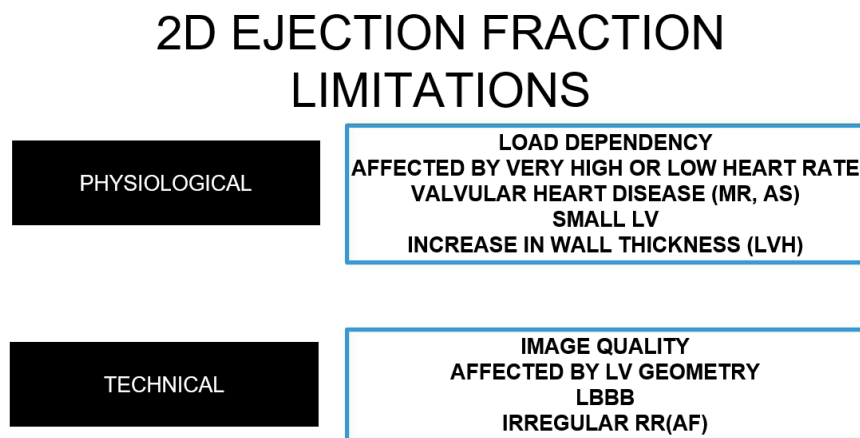 2D EJECTION FRACTION
LIMITATIONS
PHYSIOLOGICAL
LOAD DEPENDENCY
AFFECTED BY VERY HIGH OR LOW HEART RATE
VALVULAR HEART DISEASE (MR, AS)
SMALL LV
INCREASE IN WALL THICKNESS (LVH)
TECHNICAL
IMAGE QUALITY
AFFECTED BY LV GEOMETRY
LBBB
IRREGULAR RR(AF)